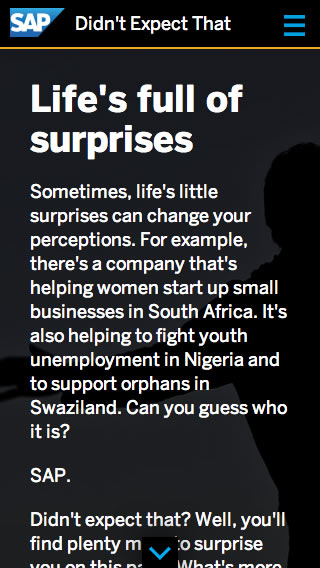 SAP Didn't Expect That
Life's full of
surprises
Sometimes, life's little
surprises can change your
perceptions. For example,
there's a company that's
helping women start up small
businesses in South Africa. It's
also helping to fight youth
unemployment in Nigeria and
to support orphans in
Swaziland. Can you guess who
it is?
SAP.
Didn't expect that? Well, you'll
find plenty to surprise
you on this What's more